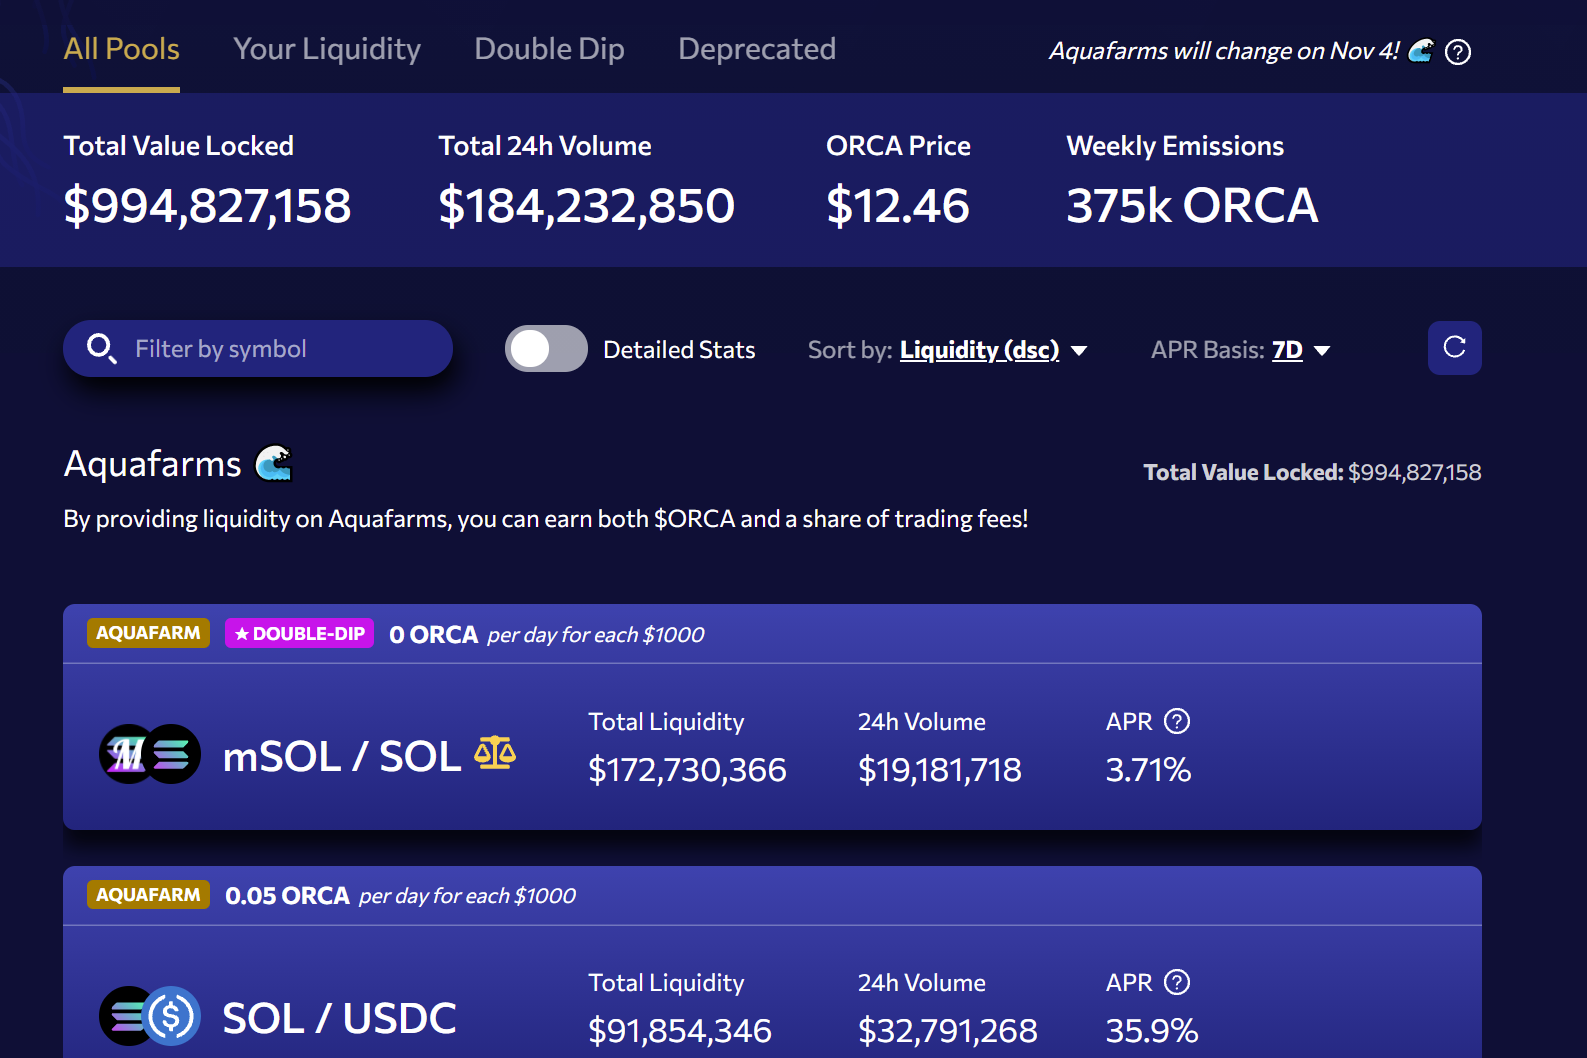 All Pools Your Liquidity Double Dip Deprecated Aquafarms will change on Nov 4! 🌊 ?
Total Value Locked Total 24h Volume ORCA Price Weekly Emissions
$994,827,158 $184,232,850 $12.46 375k ORCA
Filter by symbol Detailed Stats Sort by: Liquidity (dsc) APR Basis: 7D
Aquafarms 🌊 Total Value Locked: $994,827,158
By providing liquidity on Aquafarms, you can earn both $ORCA and a share of trading fees!
AQUAFARM ★ DOUBLE-DIP 0 ORCA per day for each $1000
Total Liquidity 24h Volume APR ?
mSOL / SOL $172,730,366 $19,181,718 3.71%
AQUAFARM 0.05 ORCA per day for each $1000
Total Liquidity 24h Volume APR ?
SOL / USDC $91,854,346 $32,791,268 35.9%